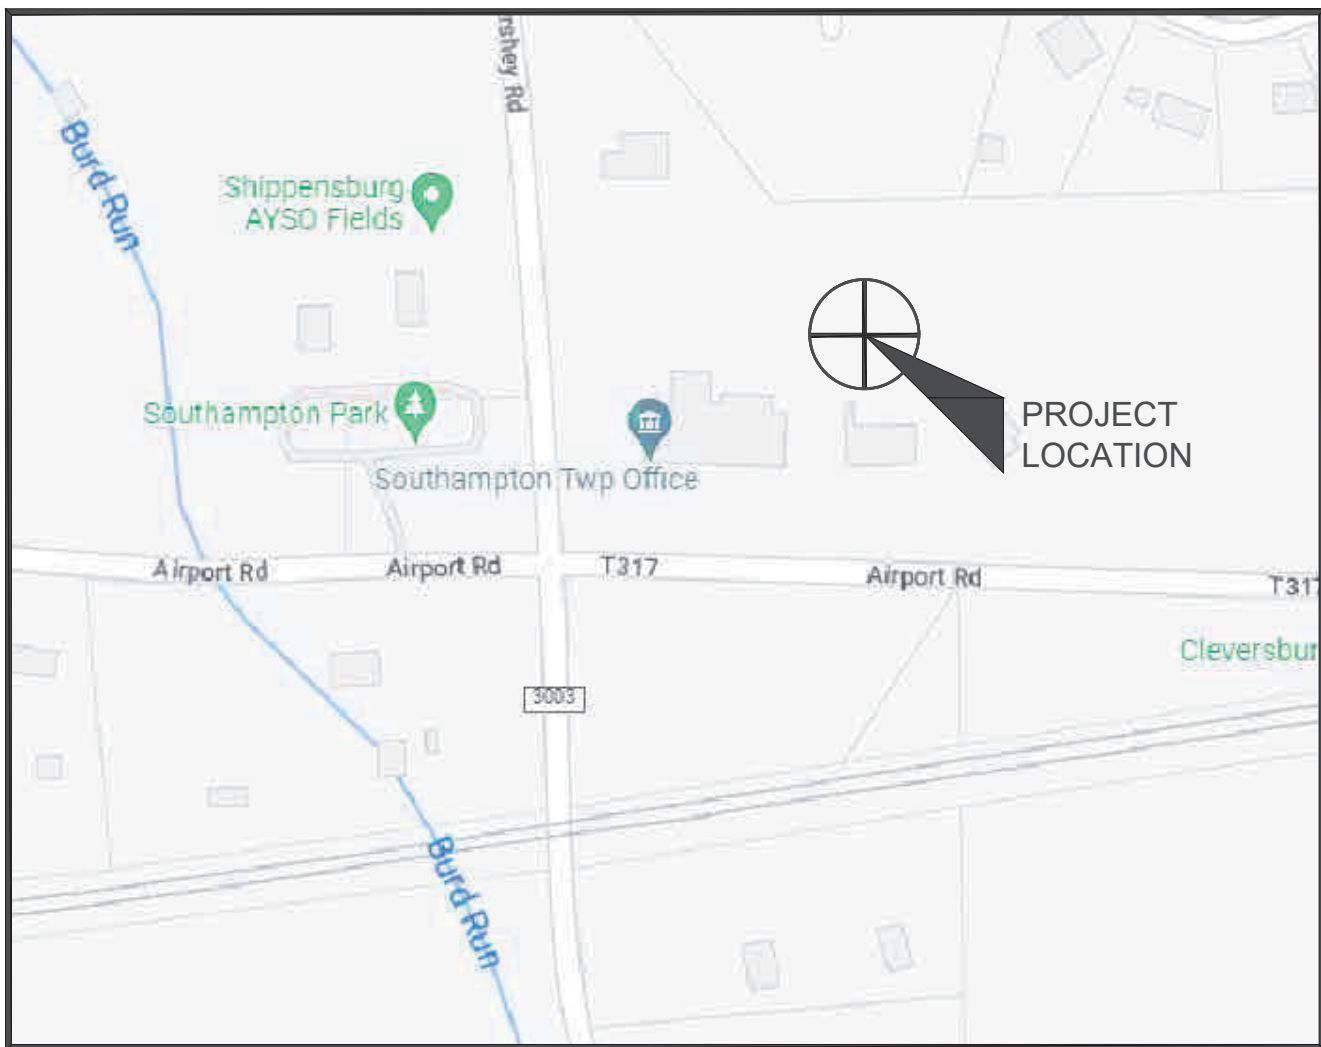 rshey Rd
Burd Run
Shippensburg
AYSO Fields
Southampton Park
PROJECT
LOCATION
Southampton Twp Office
Airport Rd
Airport Rd
T317
Airport Rd
T317
Cleversbur
3003
Burd Run